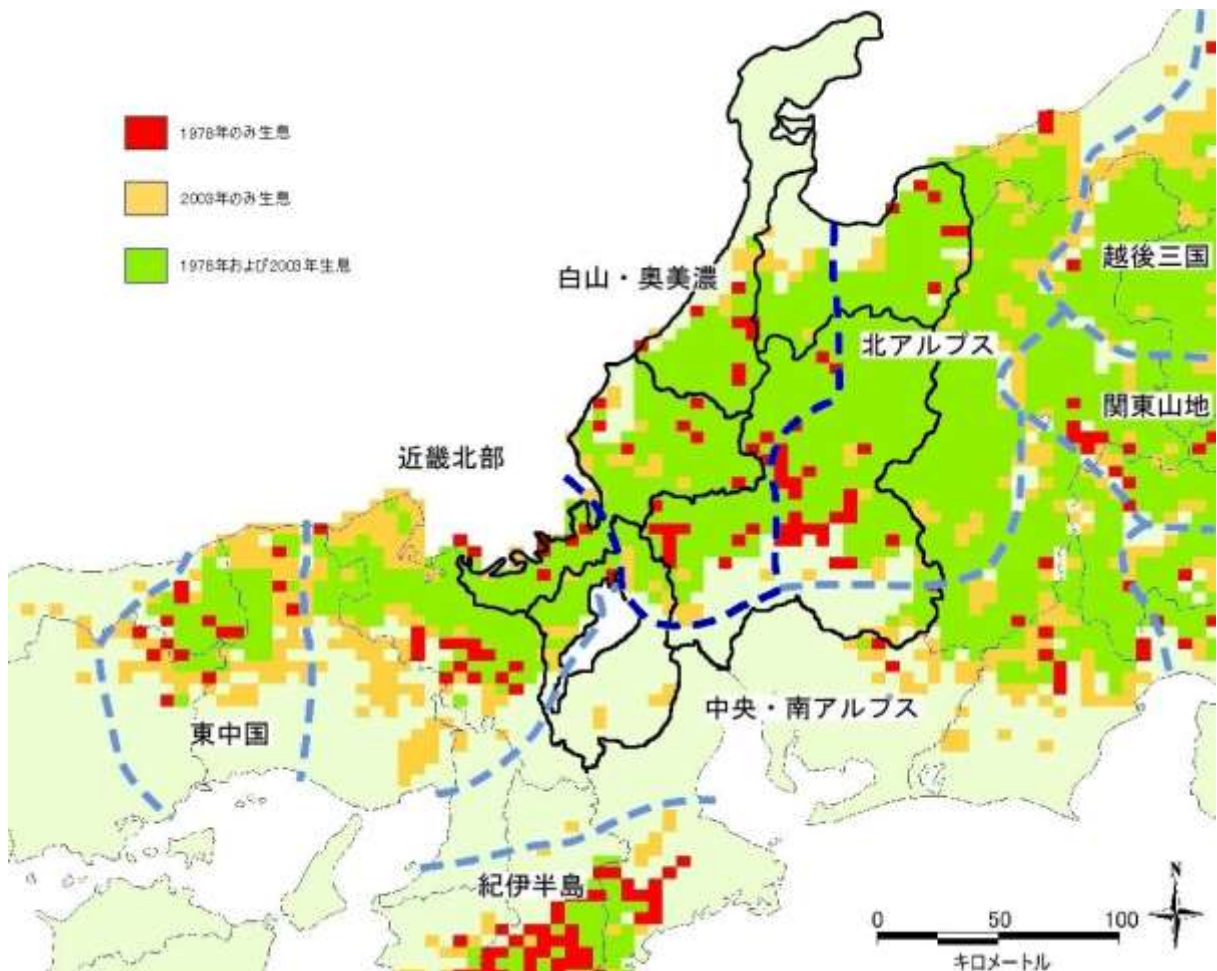 1978年のみ生息
2003年のみ生息
1978年および2003年生息
白山・奥美濃
越後三国
北アルプス
関東山地
近畿北部
中央・南アルプス
東中国
紀伊半島
N
0 50 100
キロメートル